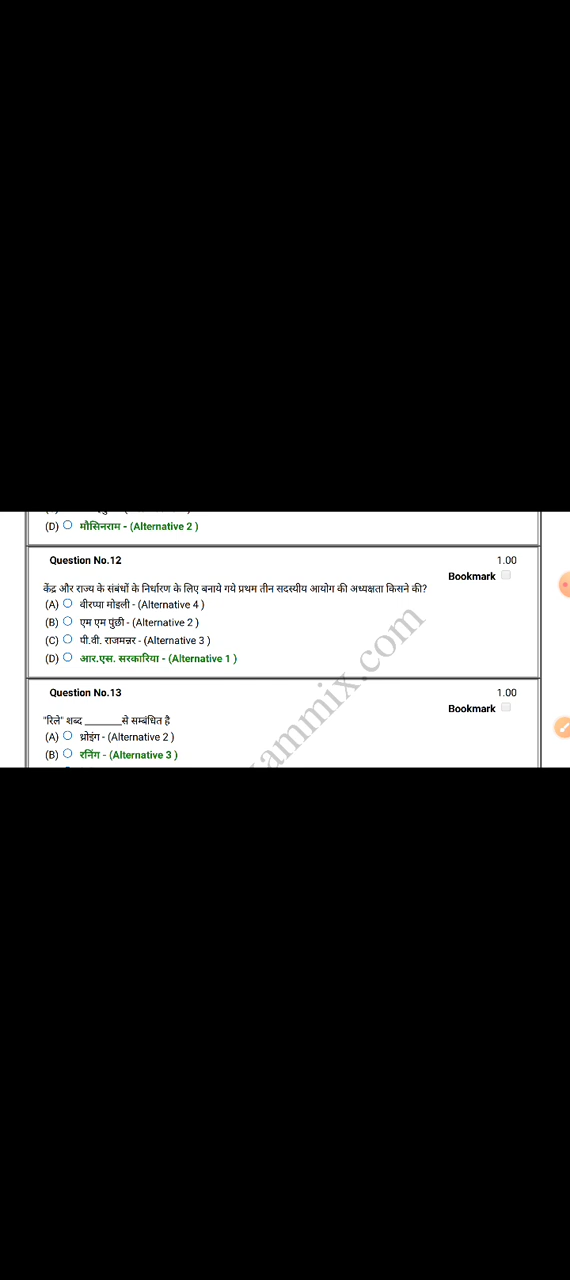 (D) मौसिनराम - (Alternative 2 )
Question No.12 1.00
Bookmark
केंद्र और राज्य के संबंधों के निर्धारण के लिए बनाये गये प्रथम तीन सदस्यीय आयोग की अध्यक्षता किसने की?
(A) वीरप्पा मोइली - (Alternative 4 )
(B) एम एम पुंछी - (Alternative 2 )
(C) पी.वी. राजमन्नर - (Alternative 3 )
(D) आर.एस. सरकारिया - (Alternative 1 )
Question No.13 1.00
Bookmark
"रिले" शब्द ________से सम्बंधित है
(A) थ्रोइंग - (Alternative 2 )
(B) रनिंग - (Alternative 3 )
ammix.com